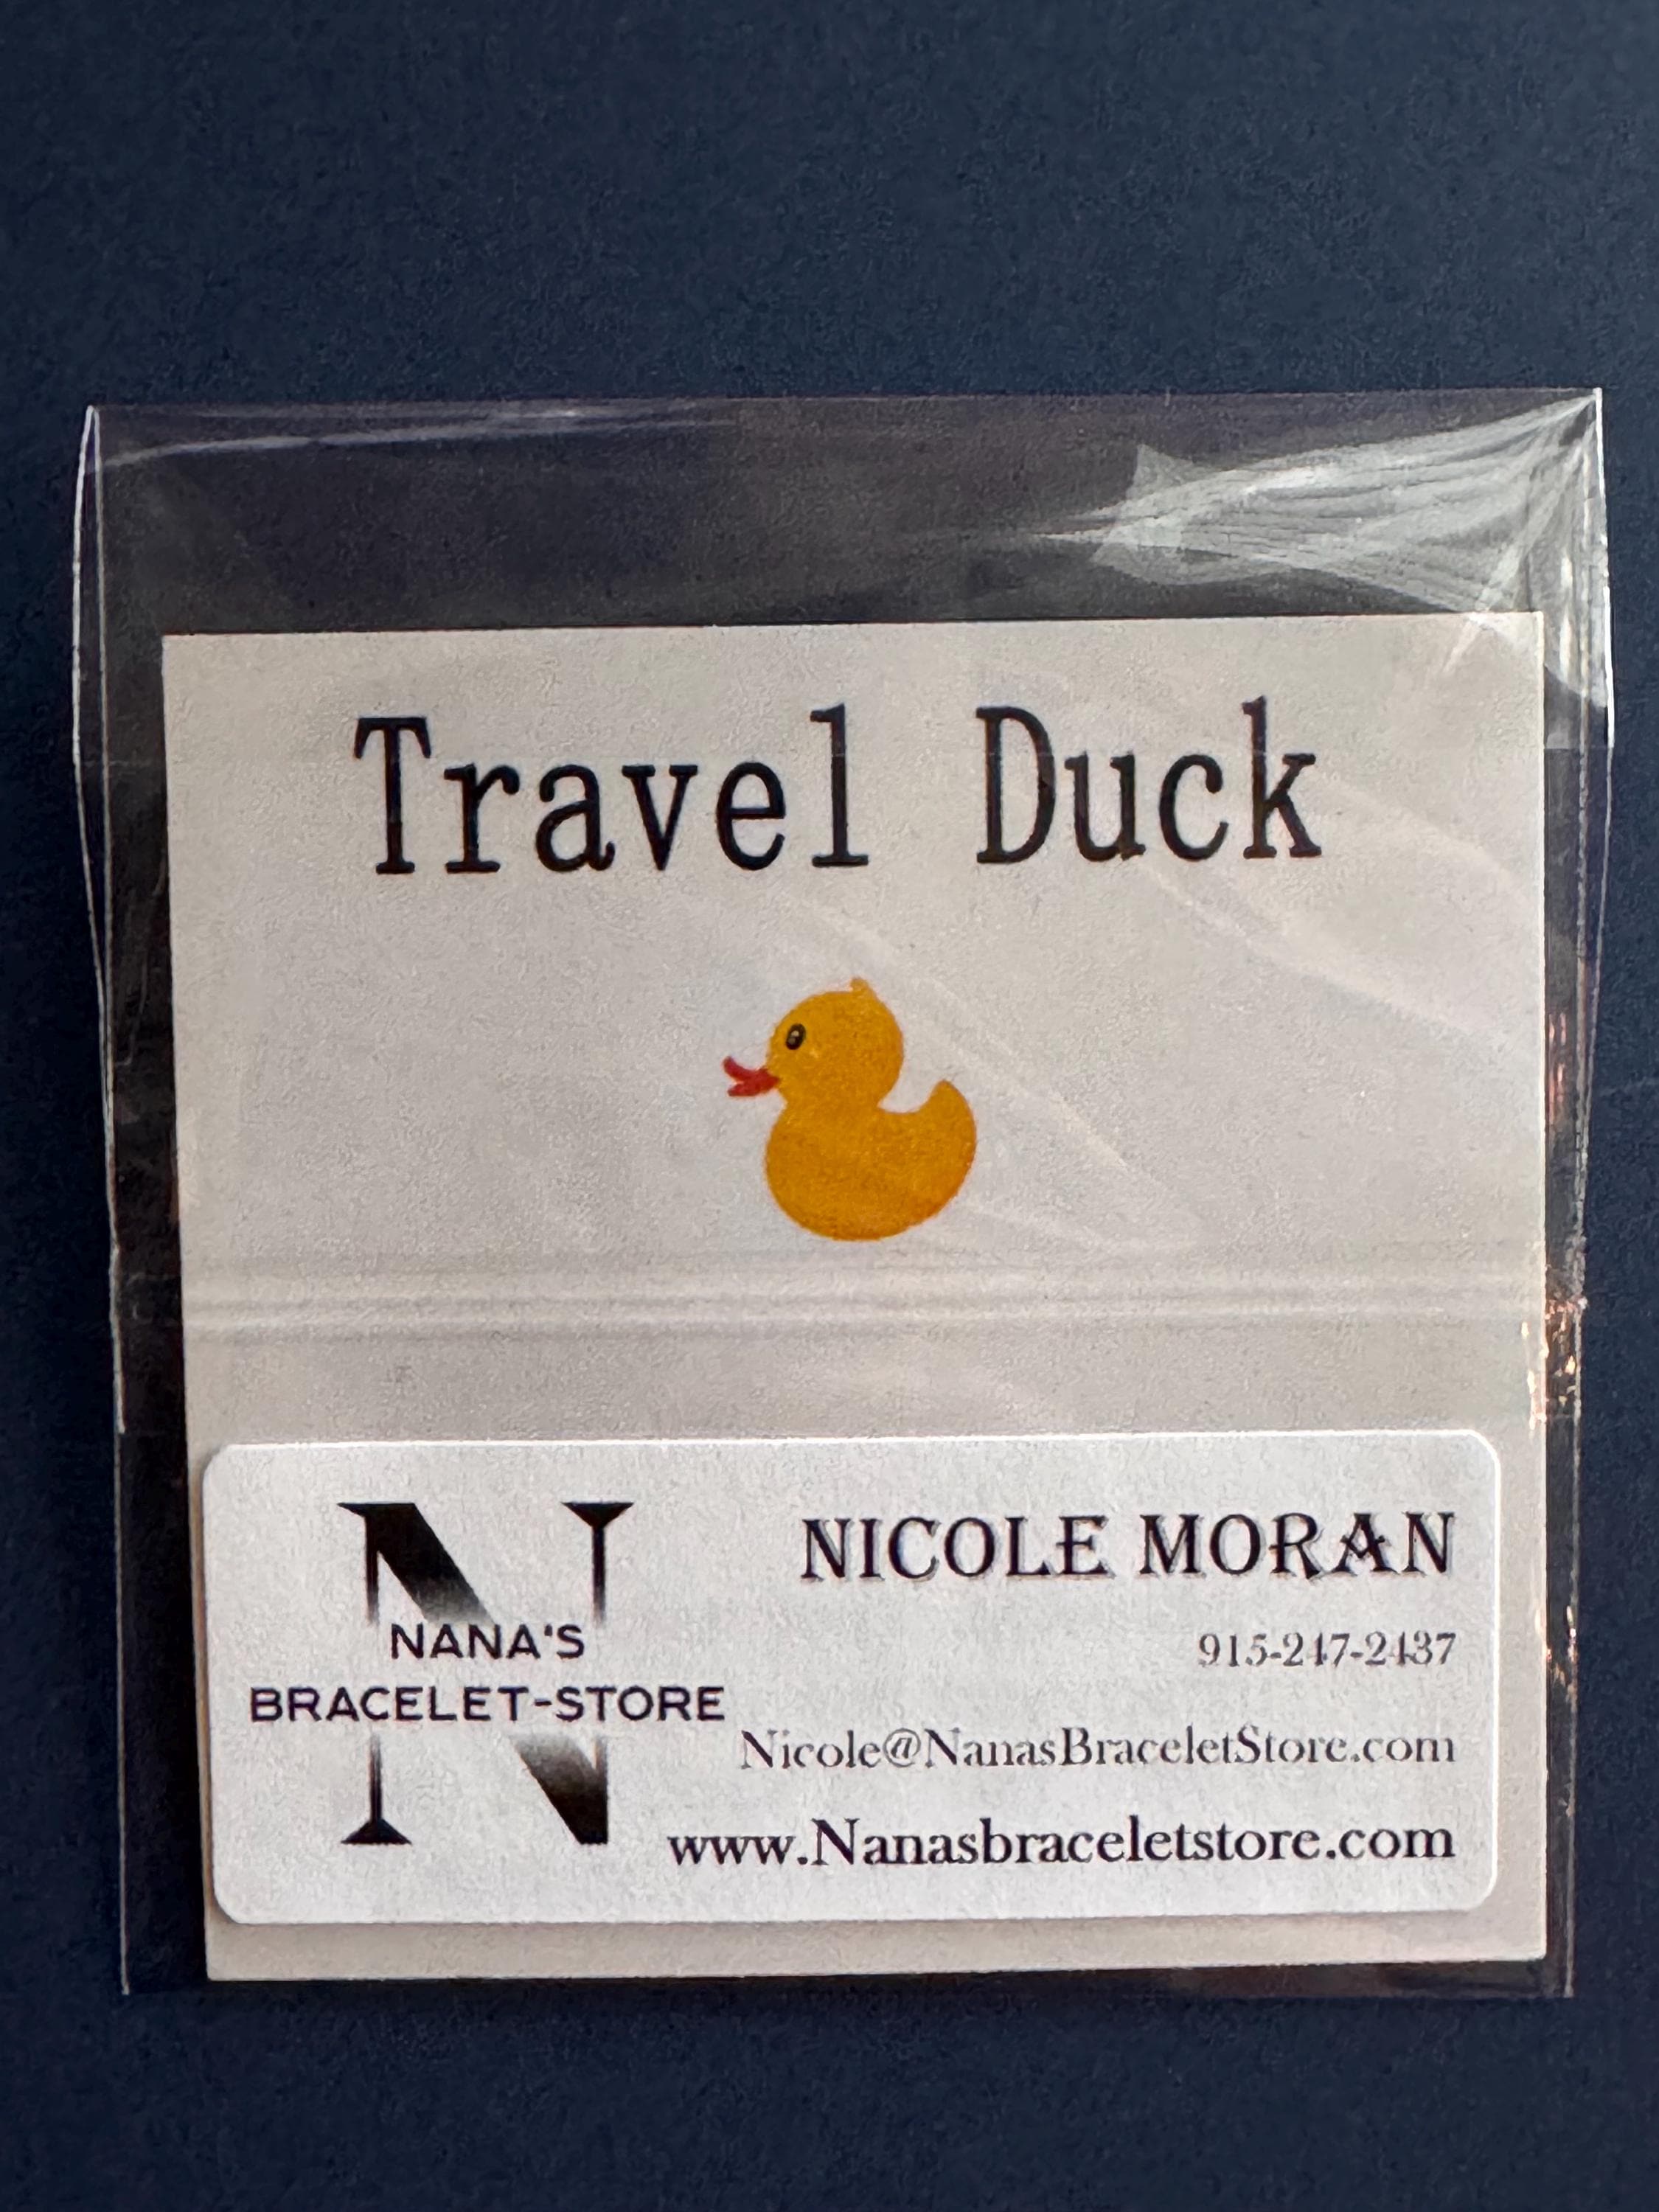 Travel Duck
NANA'S
BRACELET-STORE
NICOLE MORAN
915-247-2437
Nicole@NanasBraceletStore.com
www.Nanasbraceletstore.com